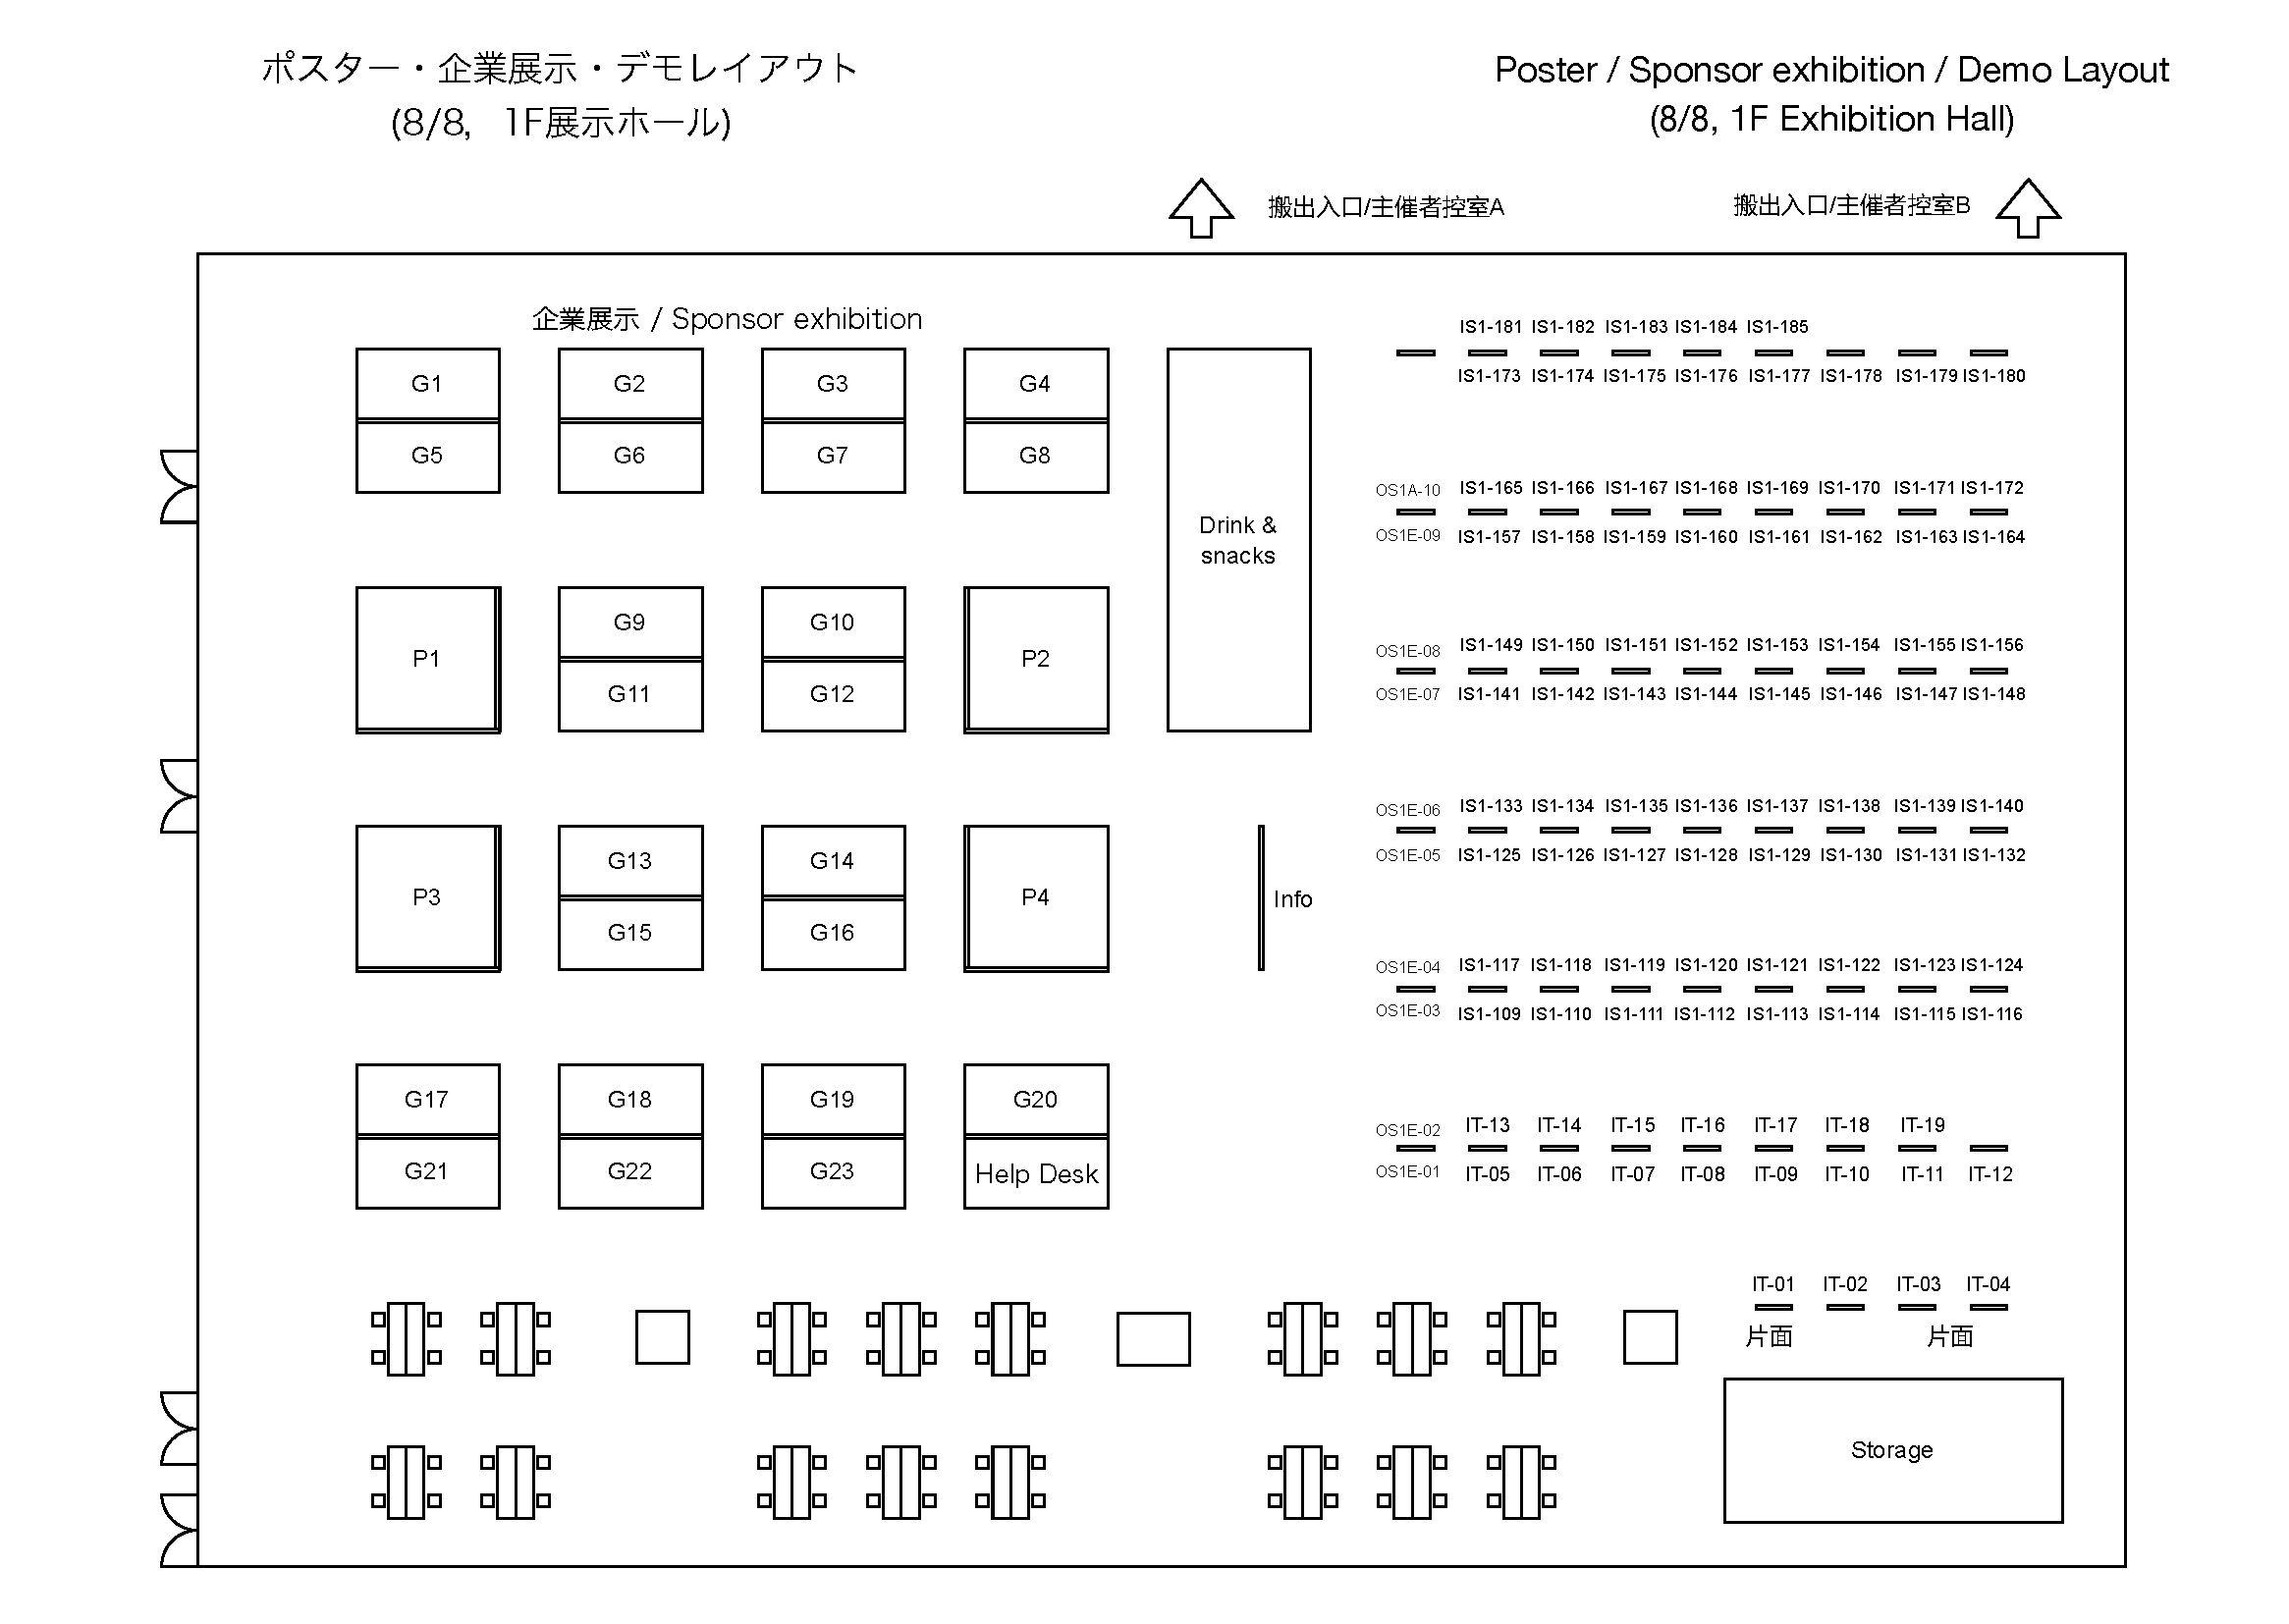 ポスター・企業展示・デモレイアウト
(8/8, 1F展示ホール)
Poster / Sponsor exhibition / Demo Layout
(8/8, 1F Exhibition Hall)
搬出入口/主催者控室A
搬出入口/主催者控室B
企業展示 / Sponsor exhibition
G1 G2 G3 G4
G5 G6 G7 G8
P1 G9 G10 P2
G11 G12
P3 G13 G14 P4
G15 G16
G17 G18 G19 G20
G21 G22 G23 Help Desk
Drink &
snacks
Info
IS1-181 IS1-182 IS1-183 IS1-184 IS1-185
IS1-173 IS1-174 IS1-175 IS1-176 IS1-177 IS1-178 IS1-179 IS1-180
OS1A-10 IS1-165 IS1-166 IS1-167 IS1-168 IS1-169 IS1-170 IS1-171 IS1-172
OS1E-09 IS1-157 IS1-158 IS1-159 IS1-160 IS1-161 IS1-162 IS1-163 IS1-164
OS1E-08 IS1-149 IS1-150 IS1-151 IS1-152 IS1-153 IS1-154 IS1-155 IS1-156
OS1E-07 IS1-141 IS1-142 IS1-143 IS1-144 IS1-145 IS1-146 IS1-147 IS1-148
OS1E-06 IS1-133 IS1-134 IS1-135 IS1-136 IS1-137 IS1-138 IS1-139 IS1-140
OS1E-05 IS1-125 IS1-126 IS1-127 IS1-128 IS1-129 IS1-130 IS1-131 IS1-132
OS1E-04 IS1-117 IS1-118 IS1-119 IS1-120 IS1-121 IS1-122 IS1-123 IS1-124
OS1E-03 IS1-109 IS1-110 IS1-111 IS1-112 IS1-113 IS1-114 IS1-115 IS1-116
OS1E-02 IT-13 IT-14 IT-15 IT-16 IT-17 IT-18 IT-19
OS1E-01 IT-05 IT-06 IT-07 IT-08 IT-09 IT-10 IT-11 IT-12
IT-01 IT-02 IT-03 IT-04
片面 片面
Storage